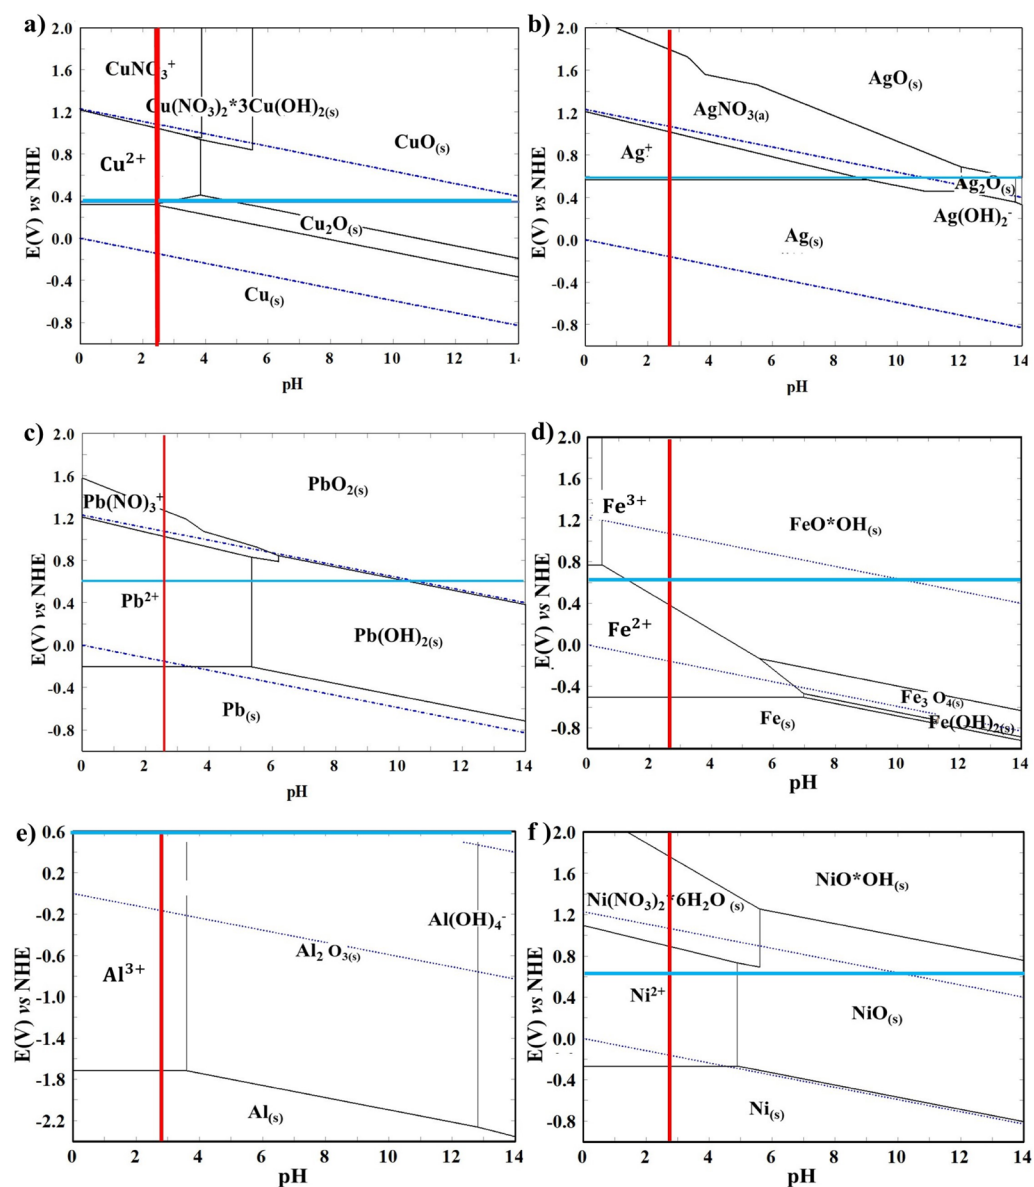 a)
2.0
1.6
1.2
0.8
0.4
0.0
-0.4
-0.8
E(V) vs NHE
CuNO₃⁺
Cu(NO₃)₂*3Cu(OH)₂(s)
CuO(s)
Cu²⁺
Cu₂O(s)
Cu(s)
0 2 4 6 8 10 12 14
pH
b)
2.0
1.6
1.2
0.8
0.4
0.0
-0.4
-0.8
E(V) vs NHE
AgO(s)
AgNO₃(a)
Ag⁺
Ag₂O(s)
Ag(OH)₂⁻
Ag(s)
0 2 4 6 8 10 12 14
pH
c)
2.0
1.6
1.2
0.8
0.4
0.0
-0.4
-0.8
E(V) vs NHE
PbO₂(s)
Pb(NO)₃⁺
Pb²⁺
Pb(OH)₂(s)
Pb(s)
0 2 4 6 8 10 12 14
pH
d)
2.0
1.6
1.2
0.8
0.4
0.0
-0.4
-0.8
E(V) vs NHE
Fe³⁺
FeO*OH(s)
Fe²⁺
Fe₃ O₄(s)
Fe(OH)₂(s)
Fe(s)
0 2 4 6 8 10 12 14
pH
e)
0.6
0.2
-0.2
-0.6
-1.0
-1.4
-1.8
-2.2
E(V) vs NHE
Al(OH)₄⁻
Al₂ O₃(s)
Al³⁺
Al(s)
0 2 4 6 8 10 12 14
pH
f)
2.0
1.6
1.2
0.8
0.4
0.0
-0.4
-0.8
E(V) vs NHE
NiO*OH(s)
Ni(NO₃)₂*6H₂O (s)
Ni²⁺
NiO(s)
Ni(s)
0 2 4 6 8 10 12 14
pH